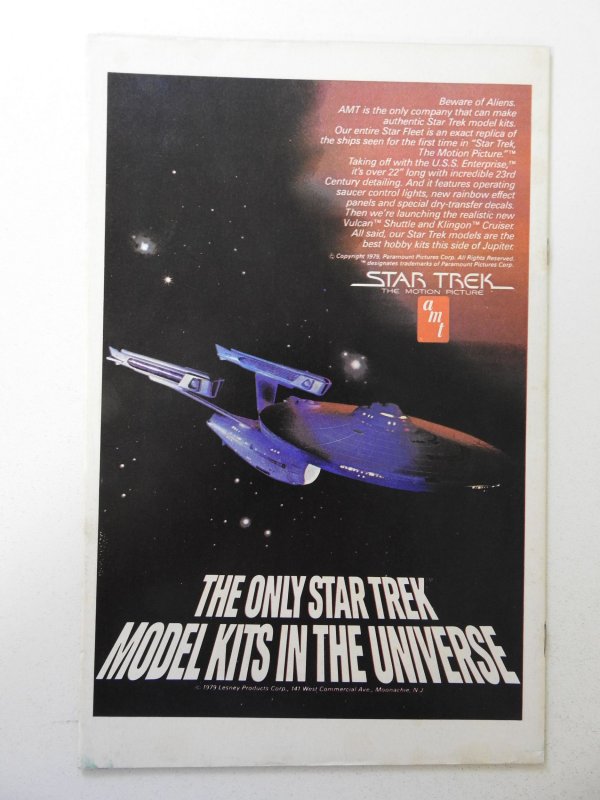 Beware of Aliens.
AMT is the only company that can make
authentic Star Trek model kits.
Our entire Star Fleet is an exact replica of
the ships seen for the first time in "Star Trek,
The Motion Picture."™
Taking off with the U.S.S. Enterprise,™
it's over 22" long with incredible 23rd
Century detailing. And it features operating
saucer control lights, new rainbow effect
panels and special dry-transfer decals.
Then we're launching the realistic new
Vulcan™ Shuttle and Klingon™ Cruiser.
All said, our Star Trek models are the
best hobby kits this side of Jupiter.
© Copyright 1979, Paramount Pictures Corp. All Rights Reserved.
™ designates trademarks of Paramount Pictures Corp.
STAR TREK
THE MOTION PICTURE
amt
THE ONLY STAR TREK
MODEL KITS IN THE UNIVERSE
© 1979 Lesney Products Corp., 141 West Commercial Ave., Moonachie, N.J.